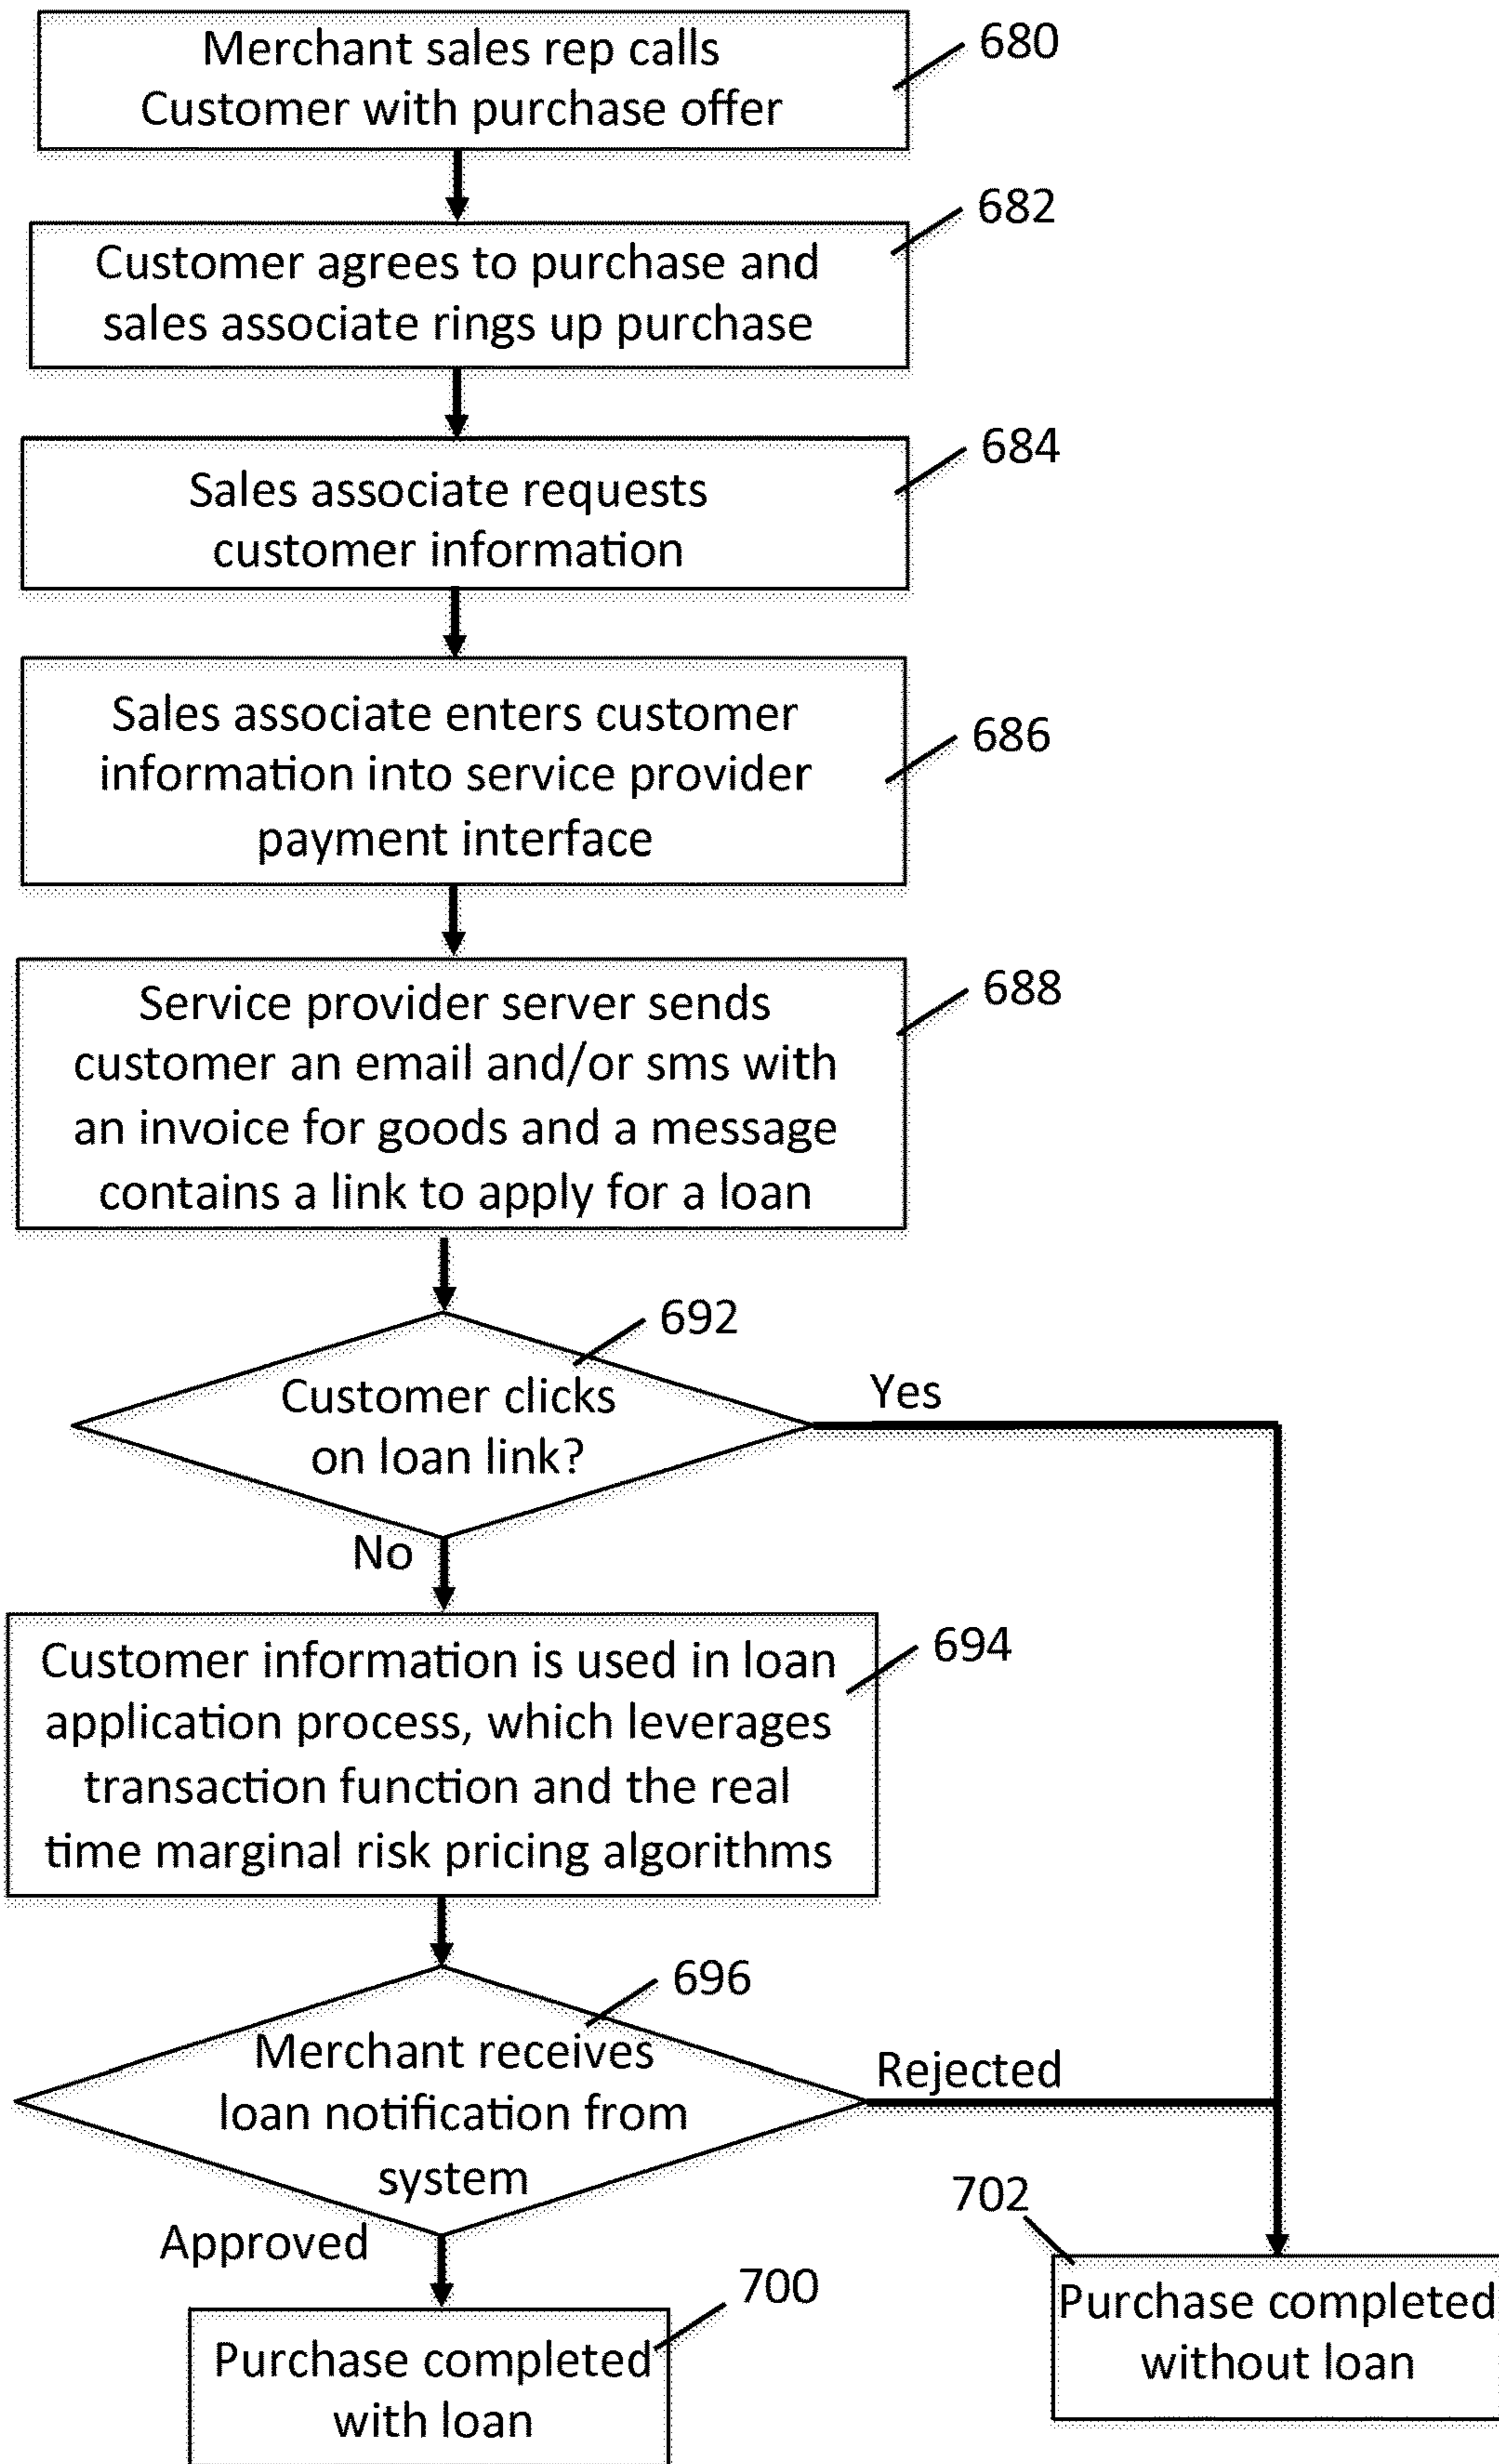 Merchant sales rep calls
Customer with purchase offer
680
Customer agrees to purchase and
sales associate rings up purchase
682
Sales associate requests
customer information
684
Sales associate enters customer
information into service provider
payment interface
686
Service provider server sends
customer an email and/or sms with
an invoice for goods and a message
contains a link to apply for a loan
688
692
Customer clicks
on loan link?
Yes
No
Customer information is used in loan
application process, which leverages
transaction function and the real
time marginal risk pricing algorithms
694
696
Merchant receives
loan notification from
system
Rejected
Approved
700
Purchase completed
with loan
702
Purchase completed
without loan